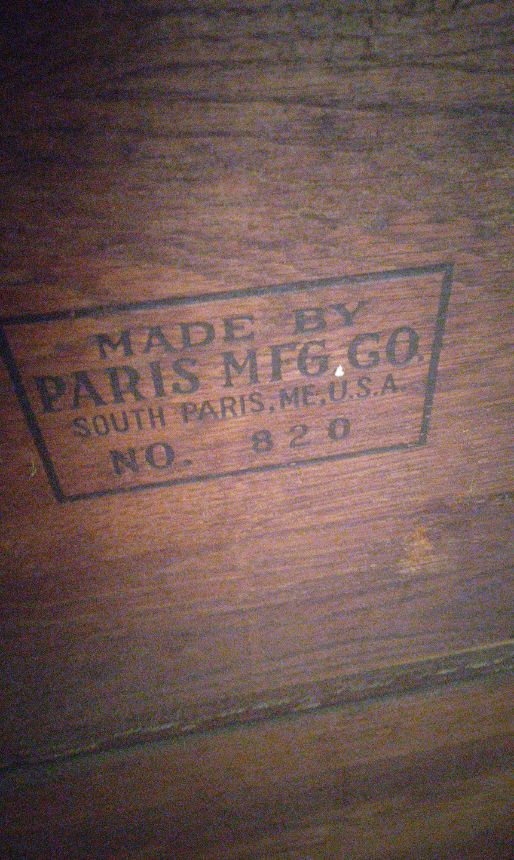 MADE BY
PARIS MFG. CO.
SOUTH PARIS, ME, U.S.A.
NO. 820